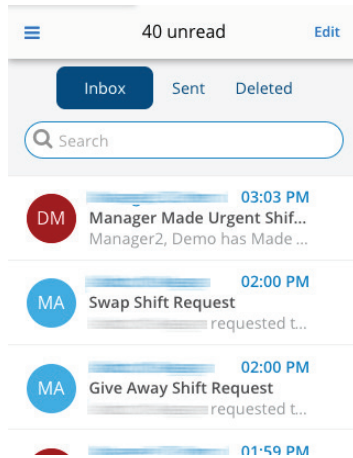 40 unread
Edit
Inbox
Sent
Deleted
Search
03:03 PM
DM
Manager Made Urgent Shif...
Manager2, Demo has Made ...
02:00 PM
MA
Swap Shift Request
requested t...
02:00 PM
MA
Give Away Shift Request
requested t...
01:59 PM